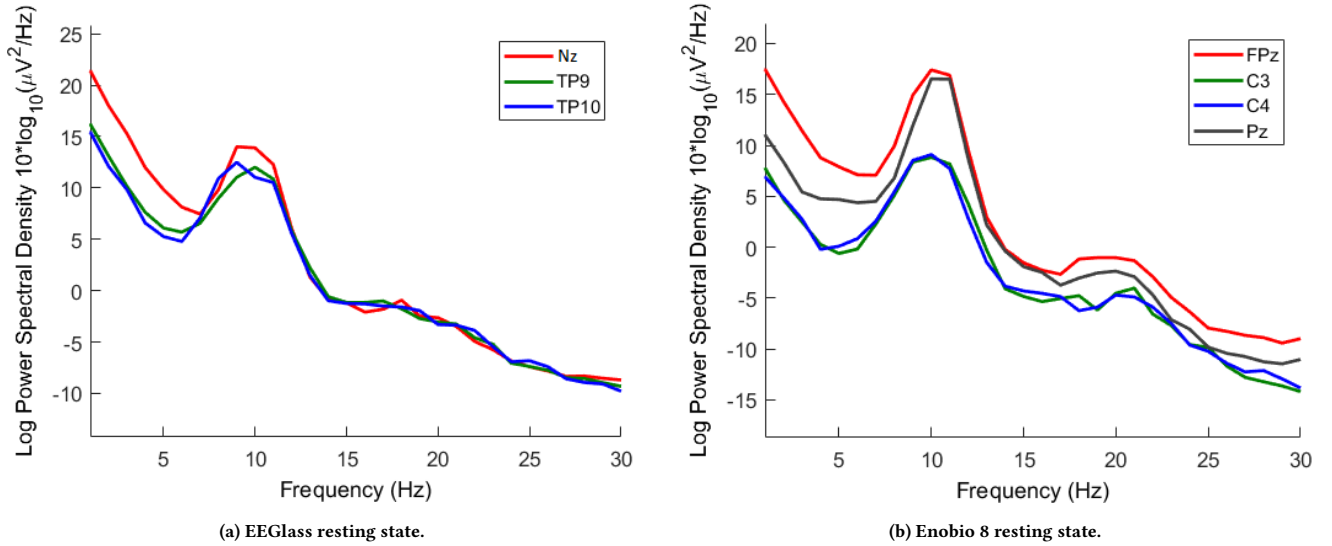 Log Power Spectral Density 10*log10(μV2/Hz)
25
20
15
10
5
0
-5
-10
5
10
15
20
25
30
Frequency (Hz)
Nz
TP9
TP10
(a) EEGlass resting state.
Log Power Spectral Density 10*log10(μV2/Hz)
20
15
10
5
0
-5
-10
-15
5
10
15
20
25
30
Frequency (Hz)
FPz
C3
C4
Pz
(b) Enobio 8 resting state.